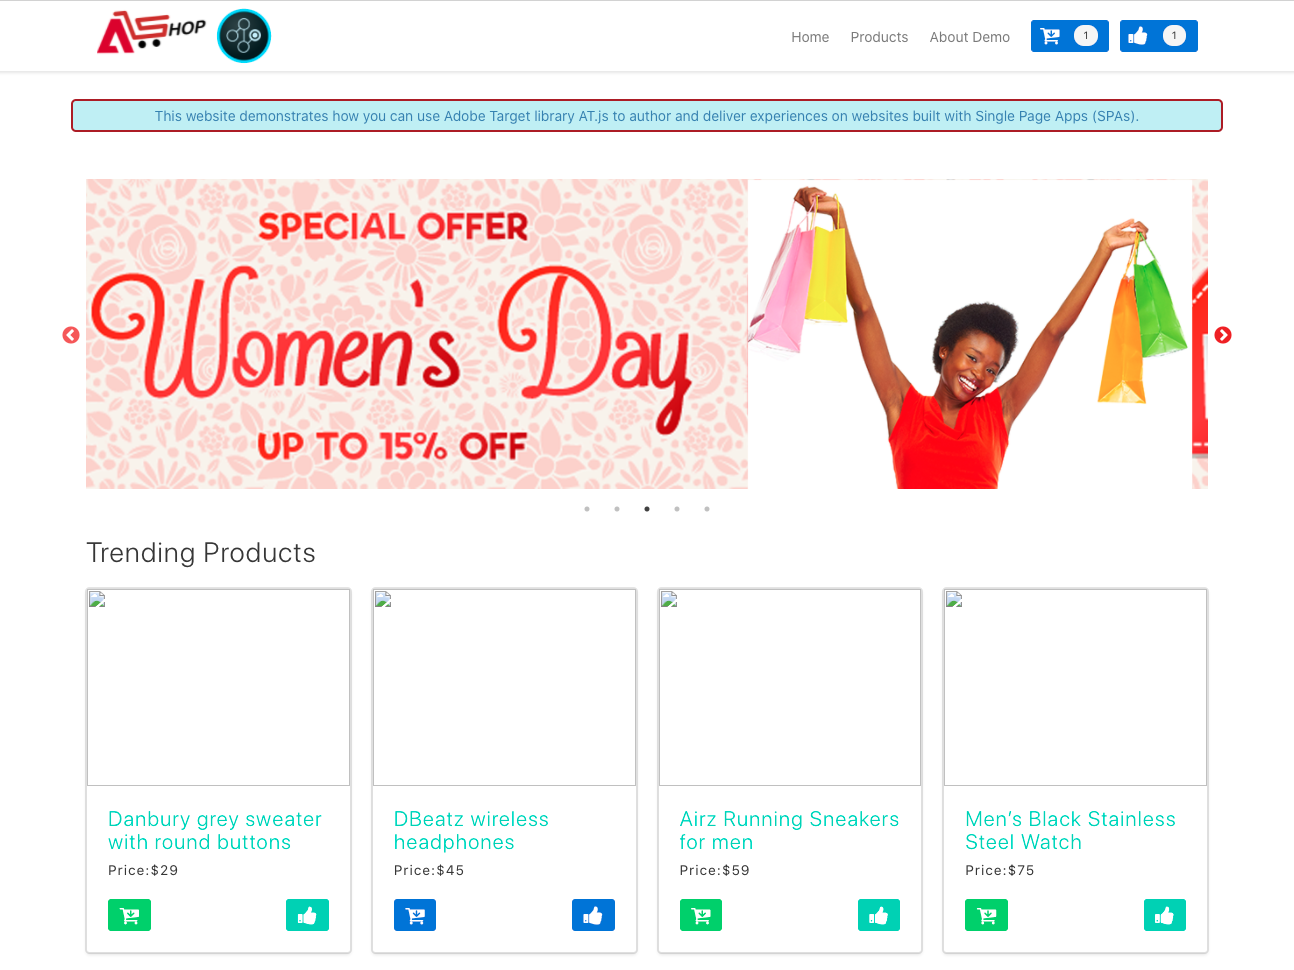 ASHOP
Home Products About Demo 1 1
This website demonstrates how you can use Adobe Target library AT.js to author and deliver experiences on websites built with Single Page Apps (SPAs).
SPECIAL OFFER
Women's Day
UP TO 15% OFF
Trending Products
Danbury grey sweater
with round buttons
Price:$29
DBeatz wireless
headphones
Price:$45
Airz Running Sneakers
for men
Price:$59
Men's Black Stainless
Steel Watch
Price:$75